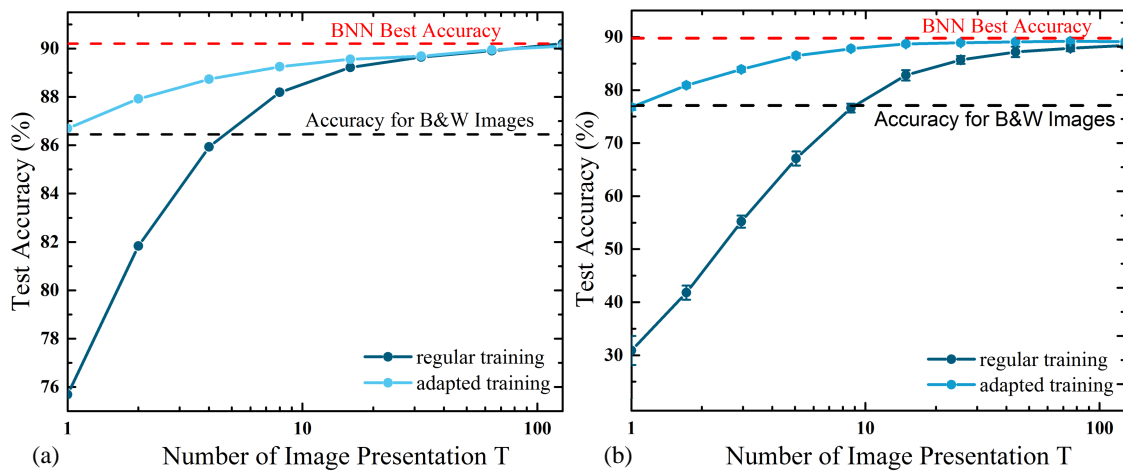 BNN Best Accuracy
Accuracy for B&W Images
Test Accuracy (%)
90
88
86
84
82
80
78
76
regular training
adapted training
1
10
100
(a)
Number of Image Presentation T
BNN Best Accuracy
Accuracy for B&W Images
Test Accuracy (%)
90
80
70
60
50
40
30
regular training
adapted training
1
10
100
(b)
Number of Image Presentation T